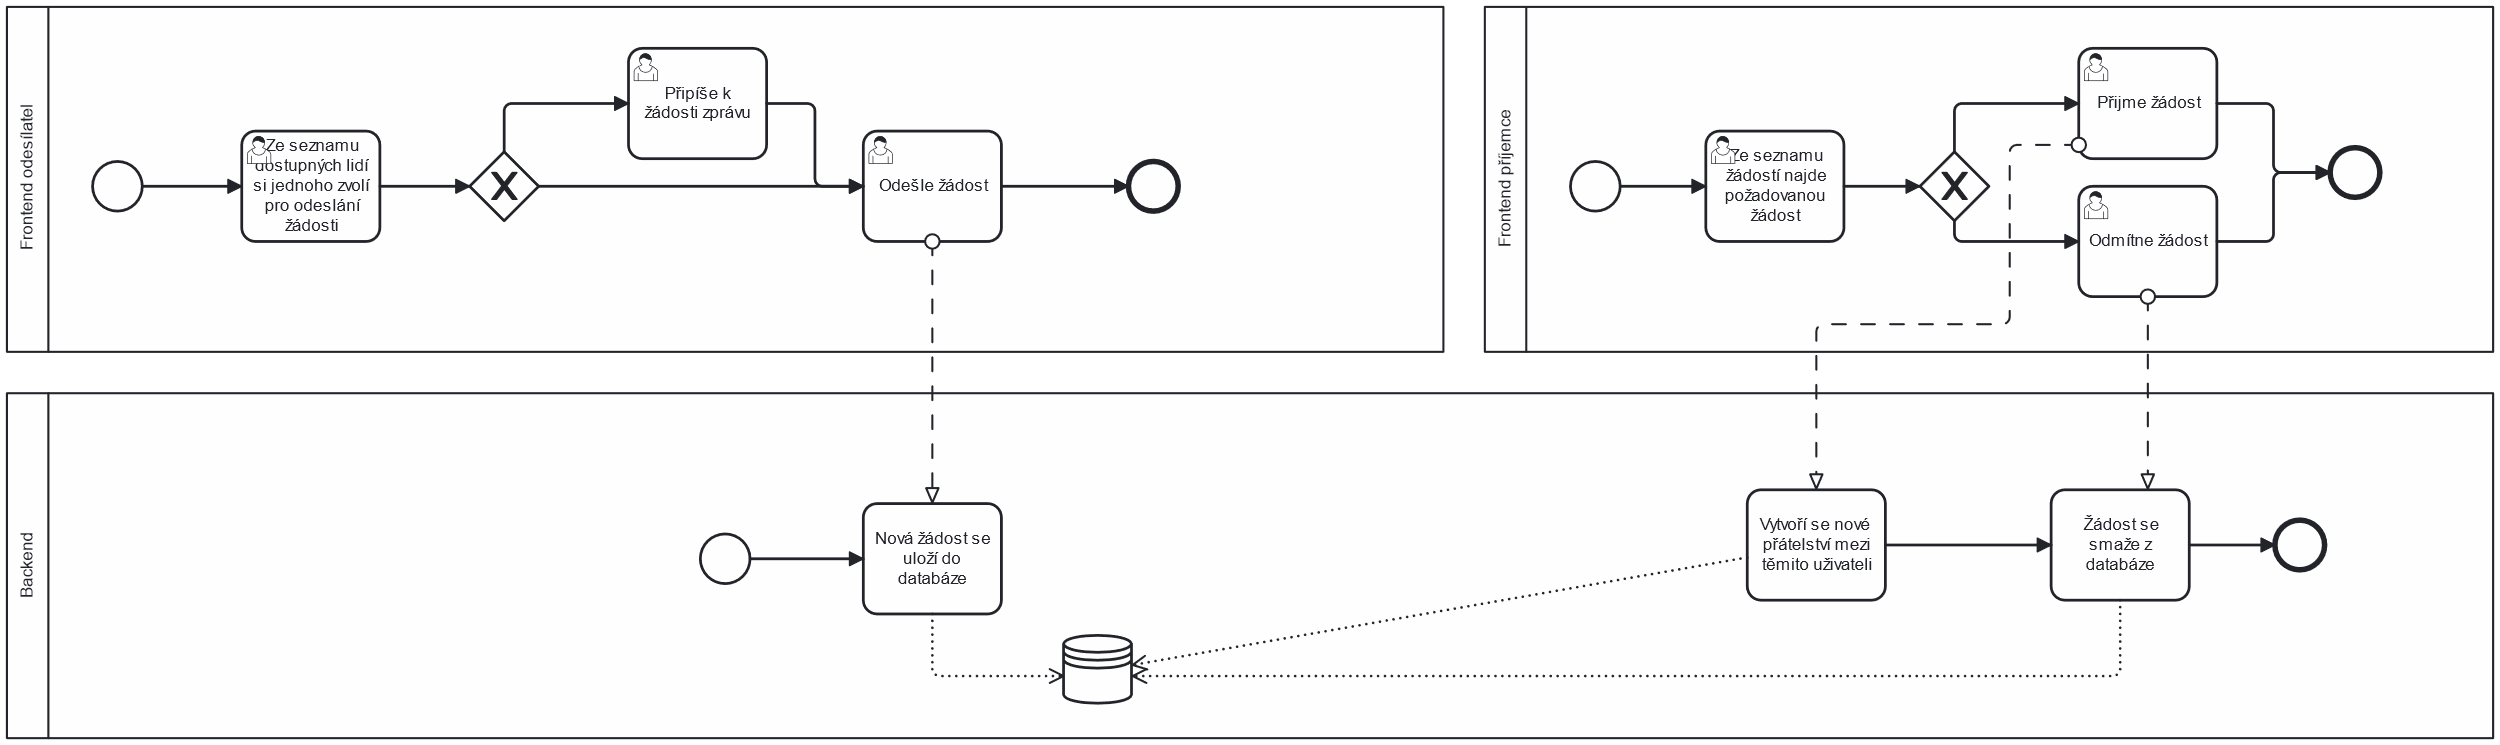 Frontend odesílatel
Ze seznamu
dostupných lidí
si jednoho zvolí
pro odeslání
žádosti
Připíše k
žádosti zprávu
Odešle žádost
Frontend příjemce
Ze seznamu
žádostí najde
požadovanou
žádost
Přijme žádost
Odmítne žádost
Backend
Nová žádost se
uloží do
databáze
Vytvoří se nové
přátelství mezi
těmito uživateli
Žádost se
smaže z
databáze